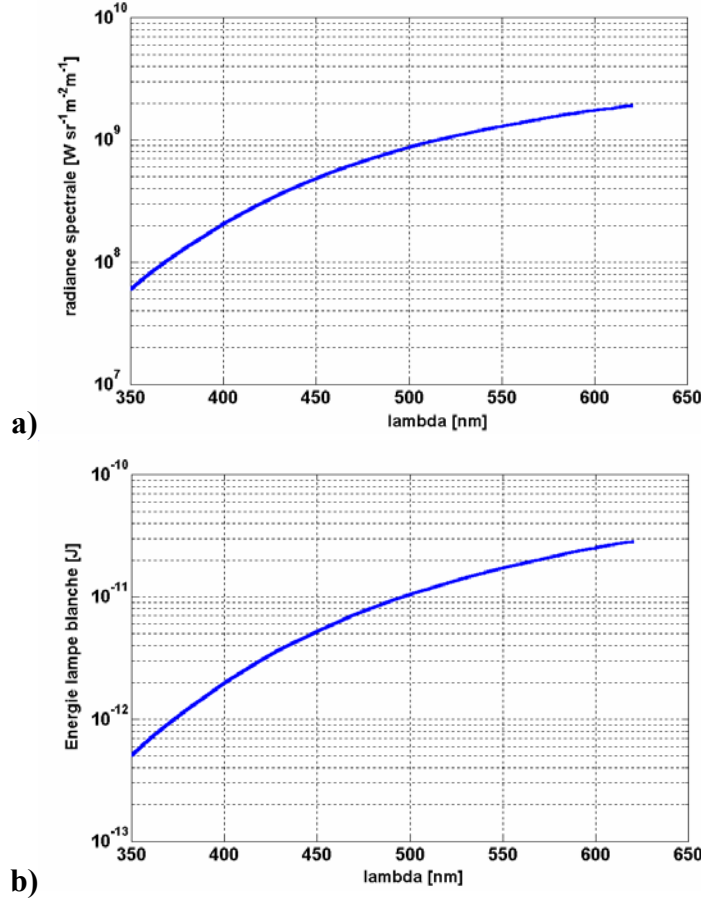 10^10
10^9
10^8
10^7
radiance spectrale [W sr^-1 m^-2 m^-1]
350 400 450 500 550 600 650
lambda [nm]
a)
10^-10
10^-11
10^-12
10^-13
Energie lampe blanche [J]
350 400 450 500 550 600 650
lambda [nm]
b)